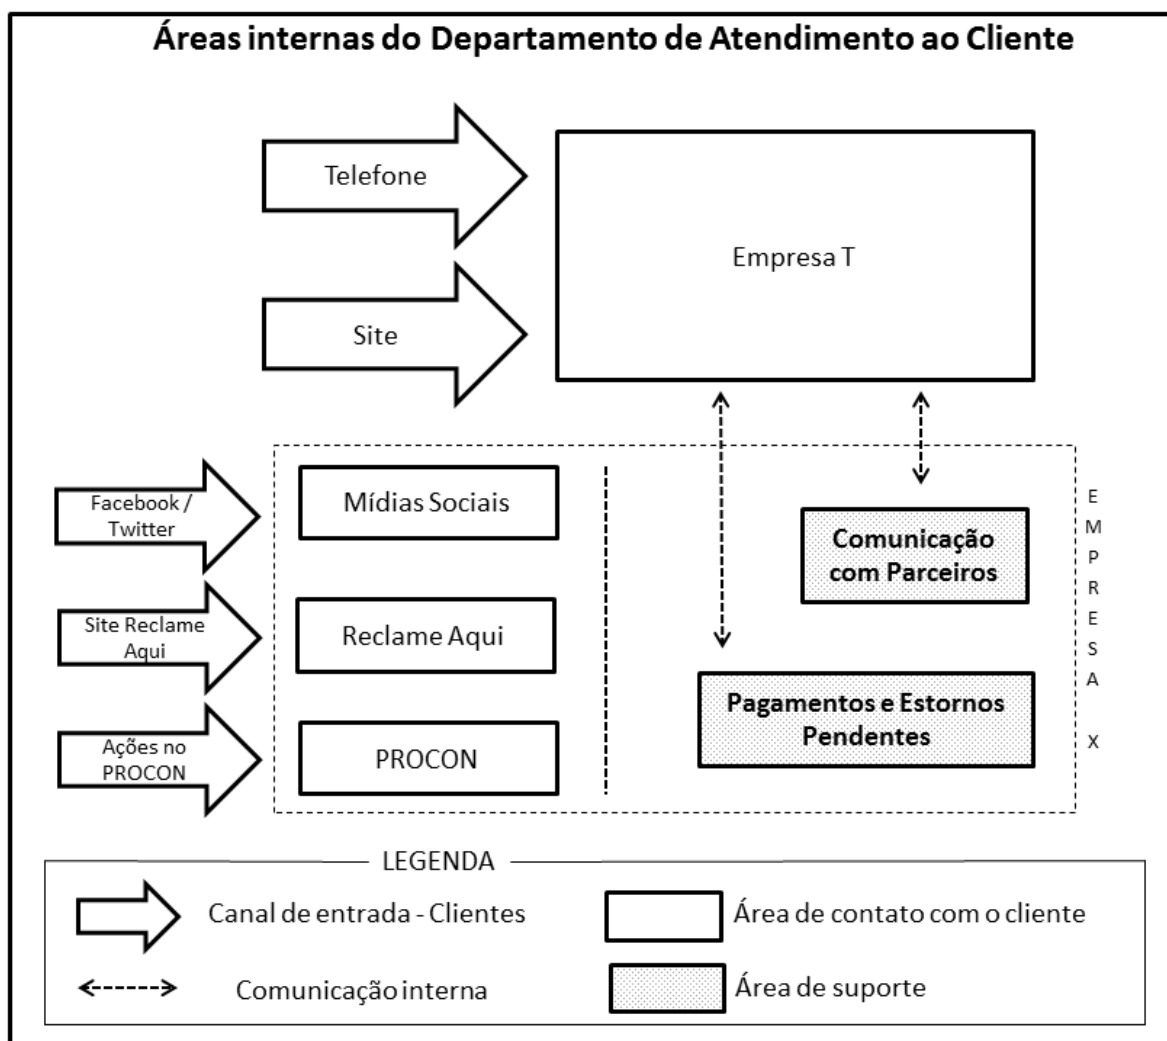 Áreas internas do Departamento de Atendimento ao Cliente
Telefone
Empresa T
Site
Facebook /
Twitter
Mídias Sociais
Comunicação
com Parceiros
Site Reclame
Aqui
Reclame Aqui
Pagamentos e Estornos
Pendentes
Ações no
PROCON
PROCON
E
M
P
R
E
S
A
X
LEGENDA
Canal de entrada - Clientes
Área de contato com o cliente
Comunicação interna
Área de suporte